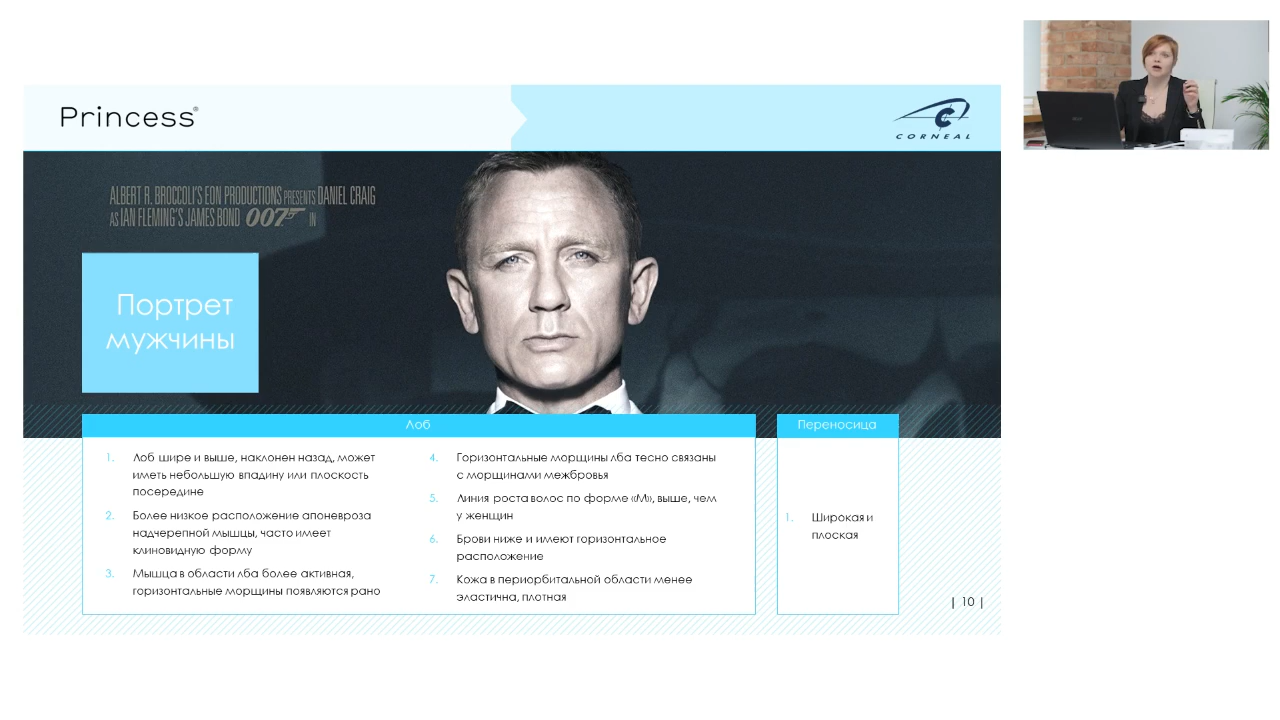 Princess®
CORNEAL
ALBERT R. BROCCOLI'S EON PRODUCTIONS PRESENTS DANIEL CRAIG
AS IAN FLEMING'S JAMES BOND 007 IN
Портрет
мужчины
Лоб
1. Лоб шире и выше, наклонен назад, может
иметь небольшую впадину или плоскость
посередине
2. Более низкое расположение апоневроза
надчерепной мышцы, часто имеет
клиновидную форму
3. Мышца в области лба более активная,
горизонтальные морщины появляются рано
4. Горизонтальные морщины лба тесно связаны
с морщинами межбровья
5. Линия роста волос по форме «М», выше, чем
у женщин
6. Брови ниже и имеют горизонтальное
расположение
7. Кожа в периорбитальной области менее
эластична, плотная
Переносица
1. Широкая и
плоская
| 10 |